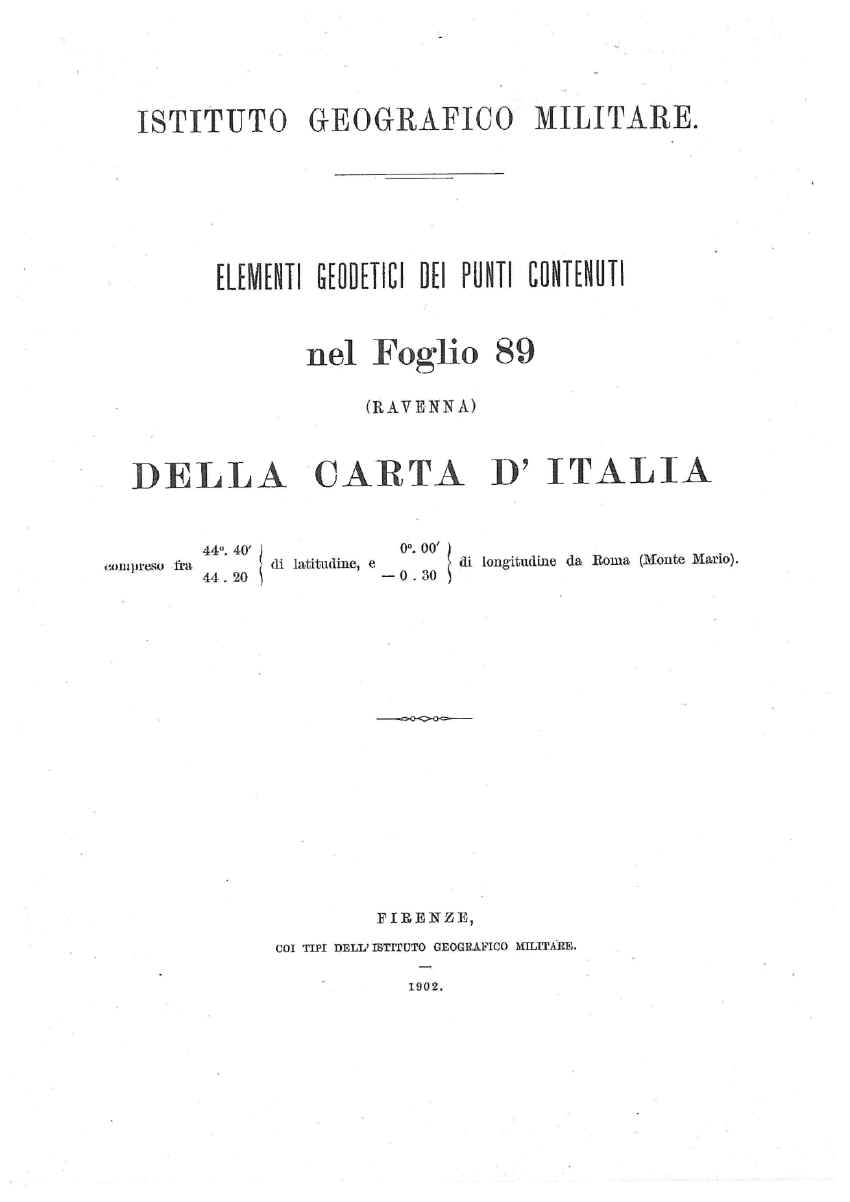 ISTITUTO GEOGRAFICO MILITARE.
ELEMENTI GEODETICI DEI PUNTI CONTENUTI
nel Foglio 89
(RAVENNA)
DELLA CARTA D' ITALIA
compreso fra 44°. 40' 44 . 20 } di latitudine, e 0°. 00' — 0 . 30 } di longitudine da Roma (Monte Mario).
FIRENZE,
COI TIPI DELL' ISTITUTO GEOGRAFICO MILITARE.
1902.